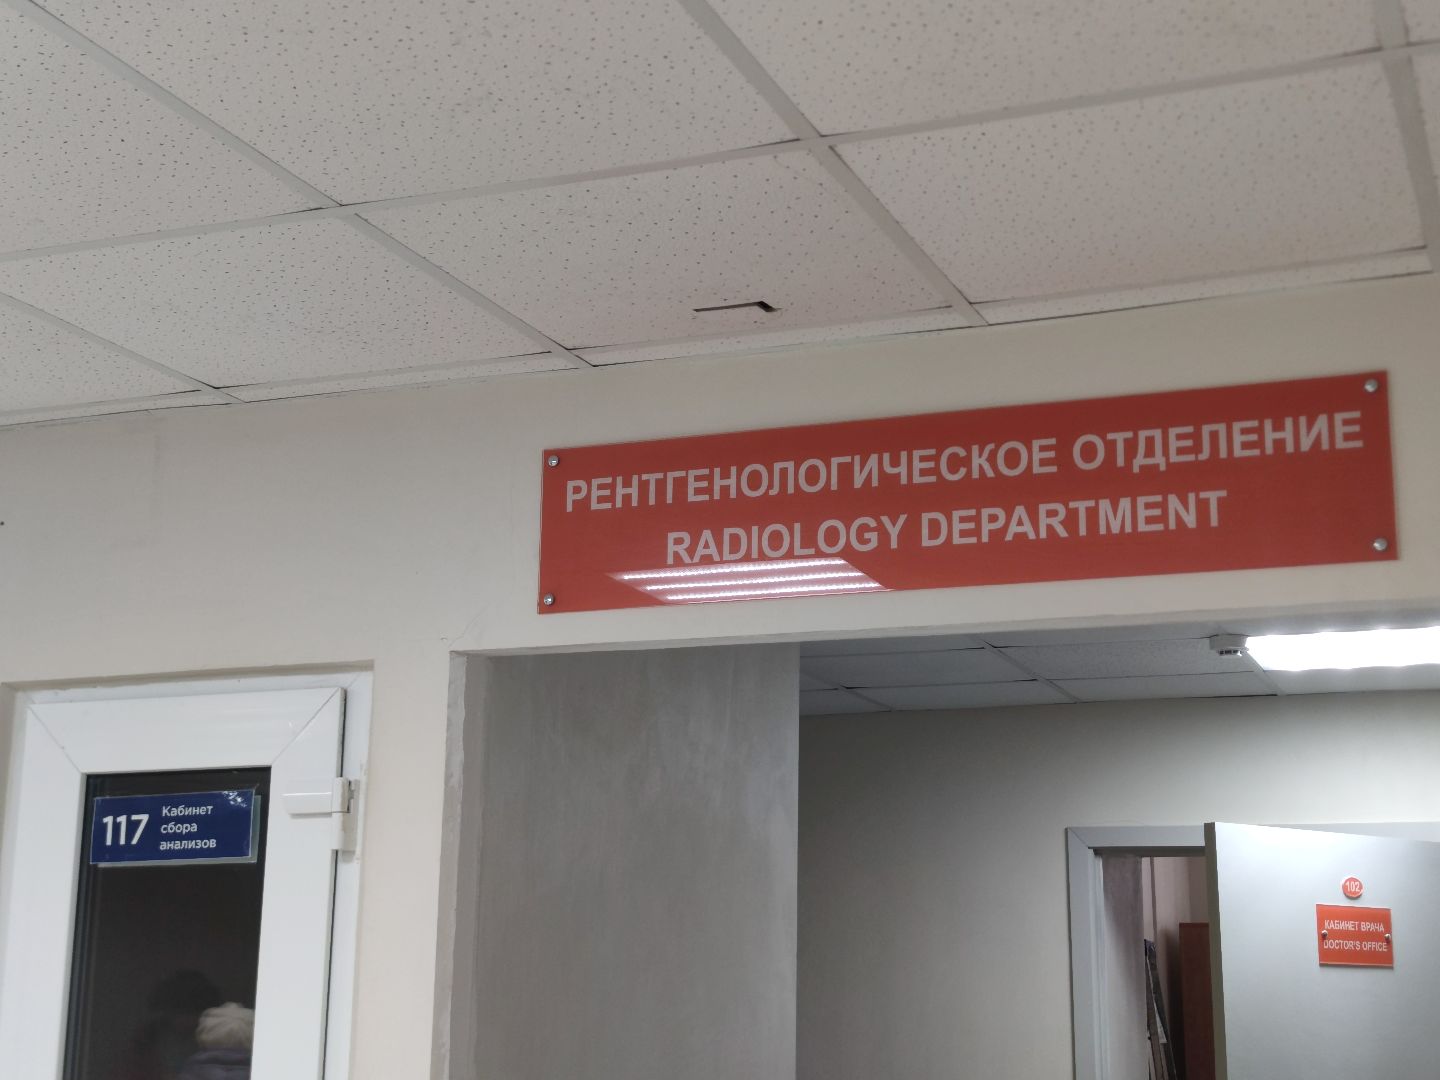 РЕНТГЕНОЛОГИЧЕСКОЕ ОТДЕЛЕНИЕ
RADIOLOGY DEPARTMENT
117
Кабинет
сбора
анализов
102
КАБИНЕТ ВРАЧА
DOCTOR'S OFFICE